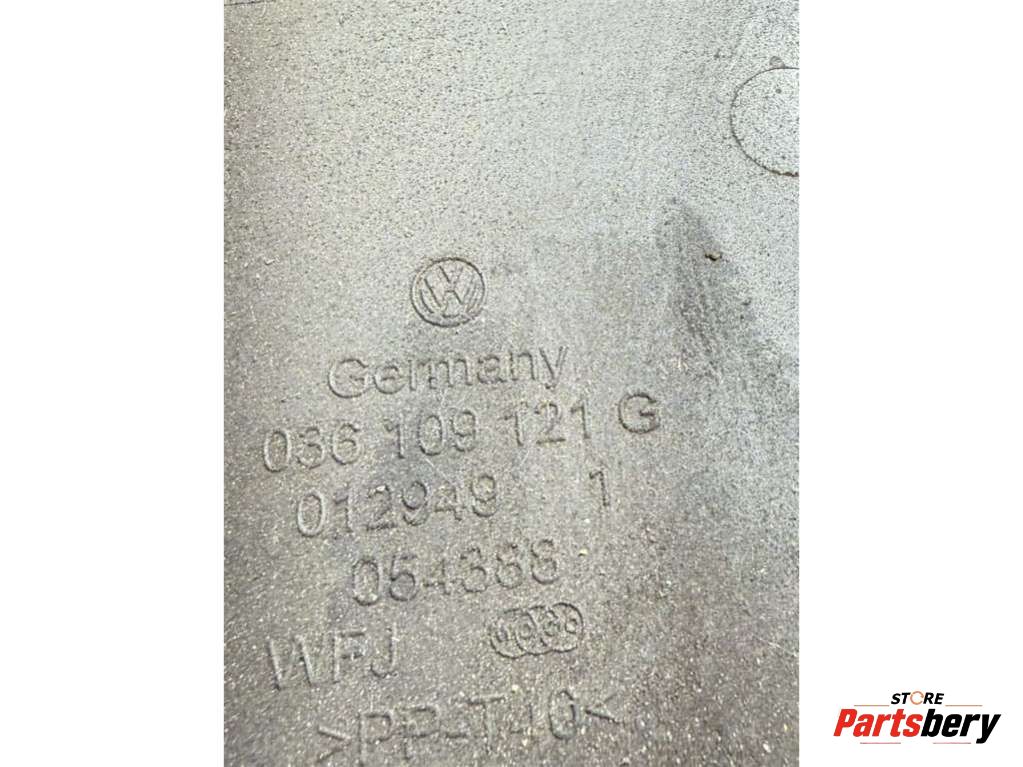 Germany
036 109 121 G
012949 1
054388
WFJ
>PP-T40<
STORE
Partsbery